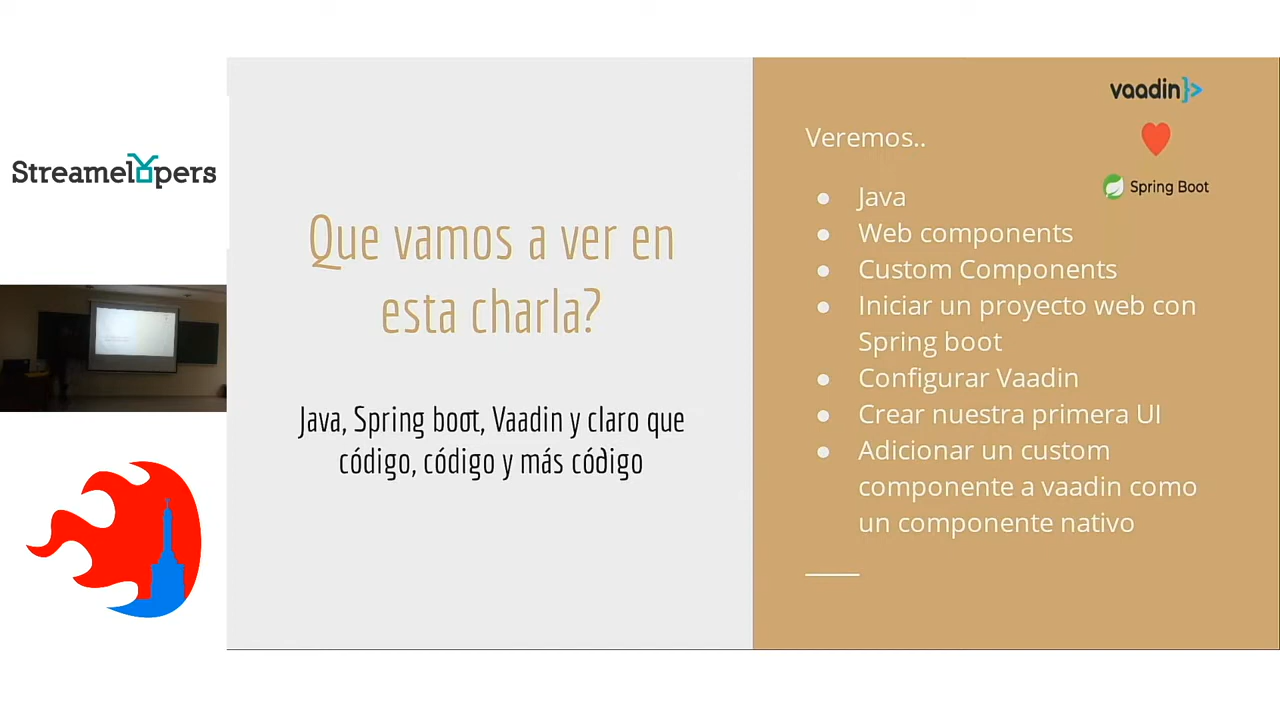 Streamelopers
Que vamos a ver en
esta charla?
Java, Spring boot, Vaadin y claro que
código, código y más código
vaadin}>
Veremos..
Spring Boot
● Java
● Web components
● Custom Components
● Iniciar un proyecto web con
Spring boot
● Configurar Vaadin
● Crear nuestra primera UI
● Adicionar un custom
componente a vaadin como
un componente nativo